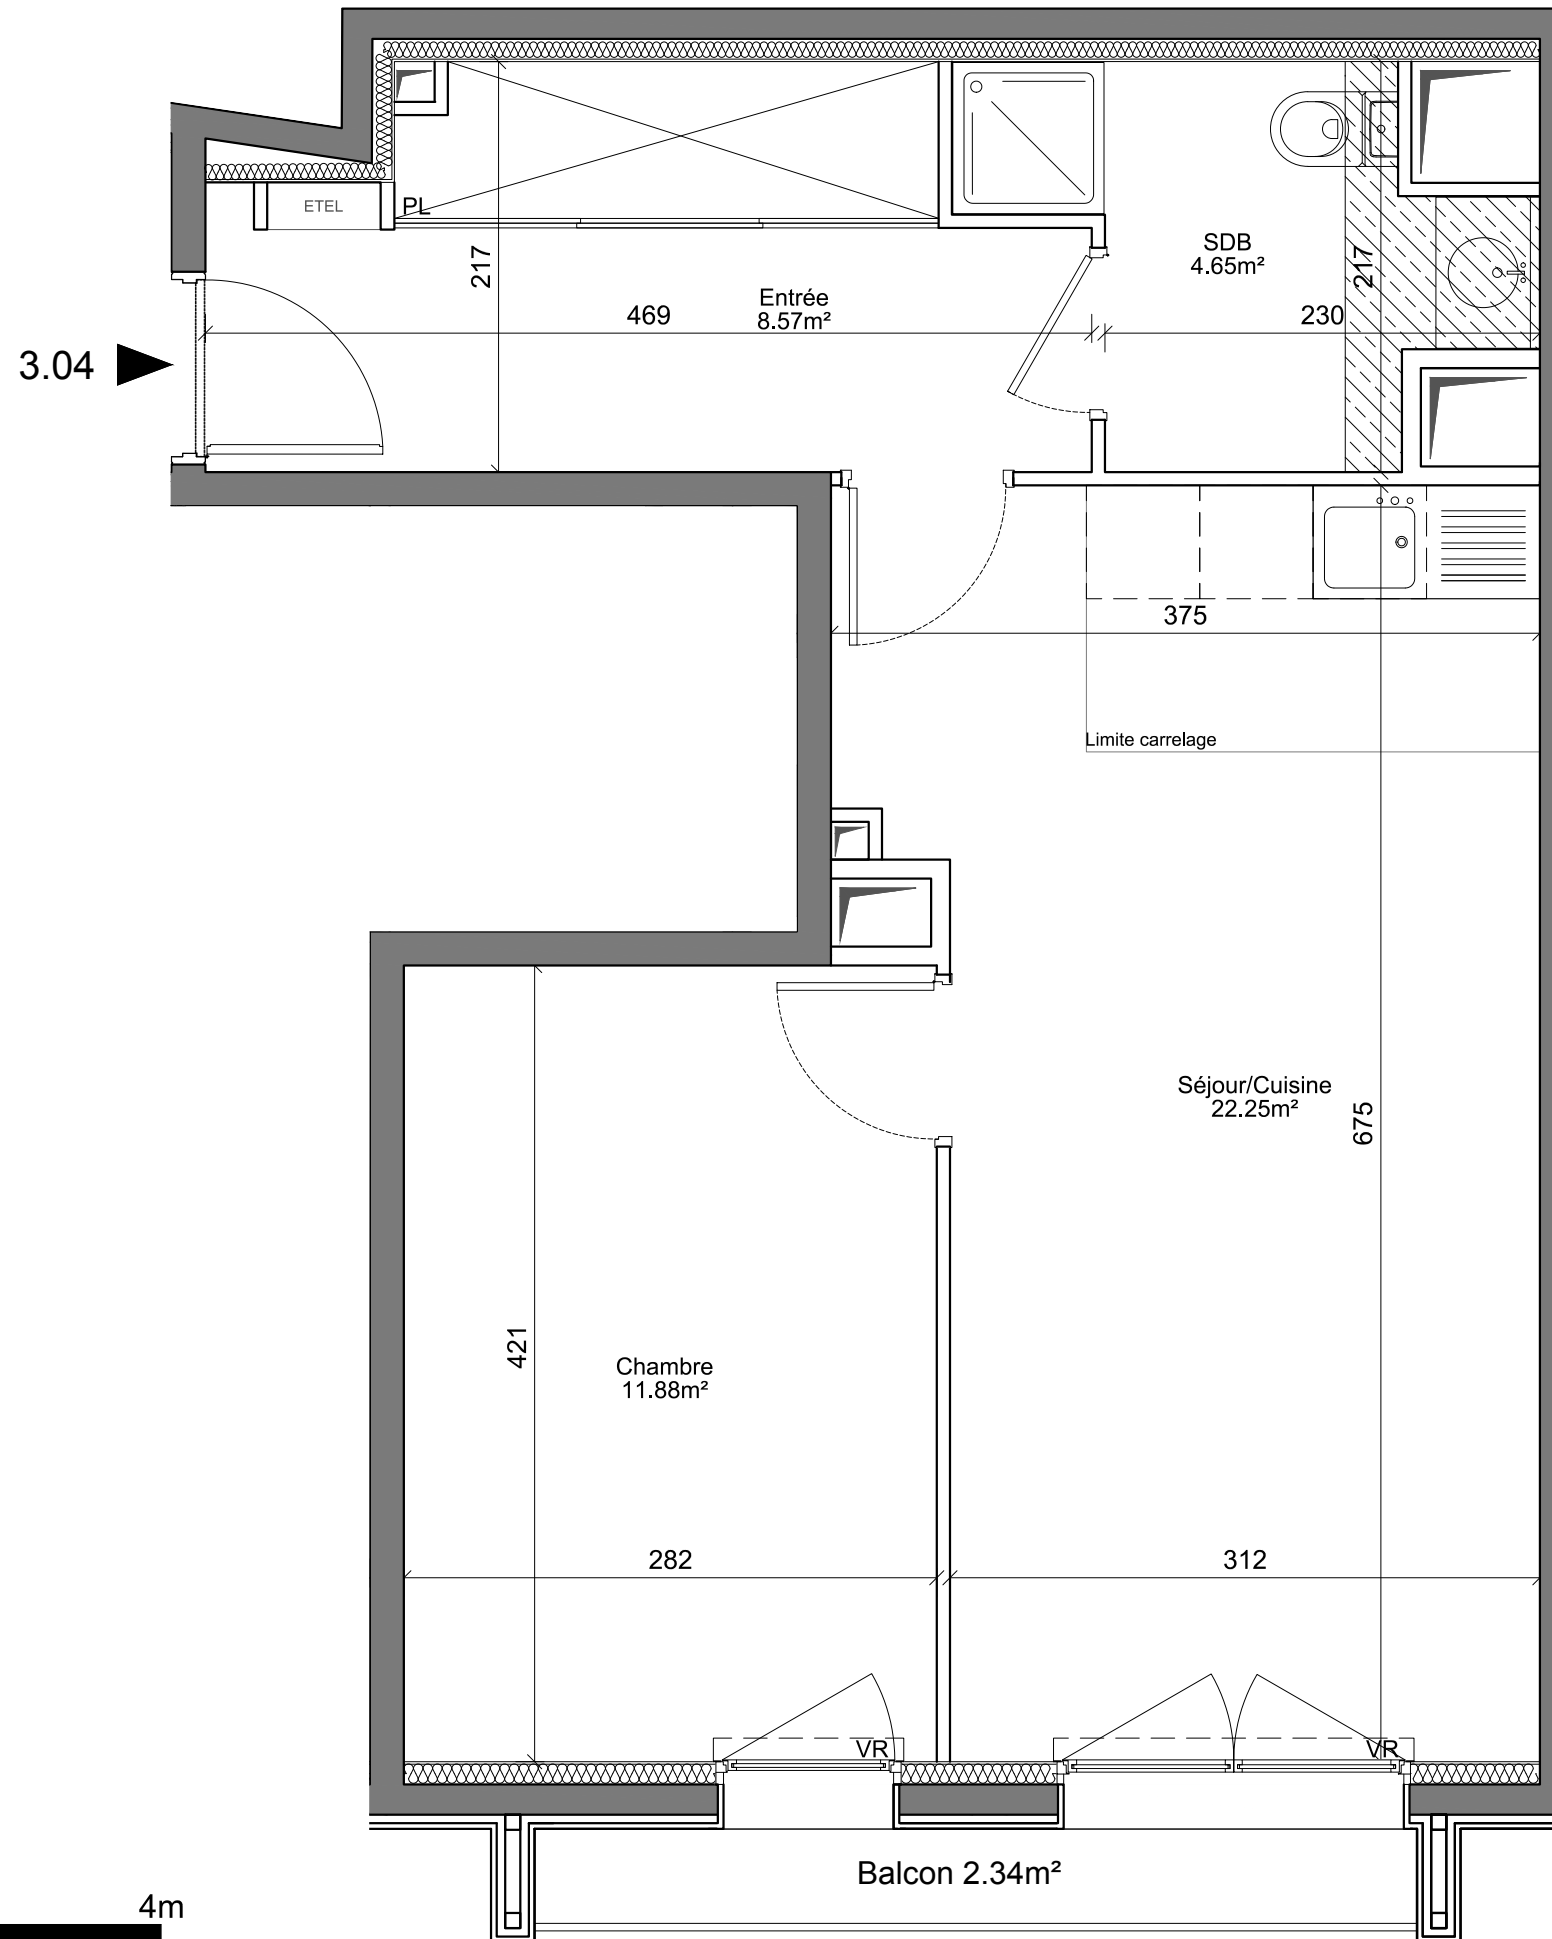 ETEL
PL
217
SDB
4.65m²
217
Entrée
8.57m²
469
230
3.04
375
Limite carrelage
Séjour/Cuisine
22.25m²
675
421
Chambre
11.88m²
282
312
VR
VR
Balcon 2.34m²
4m